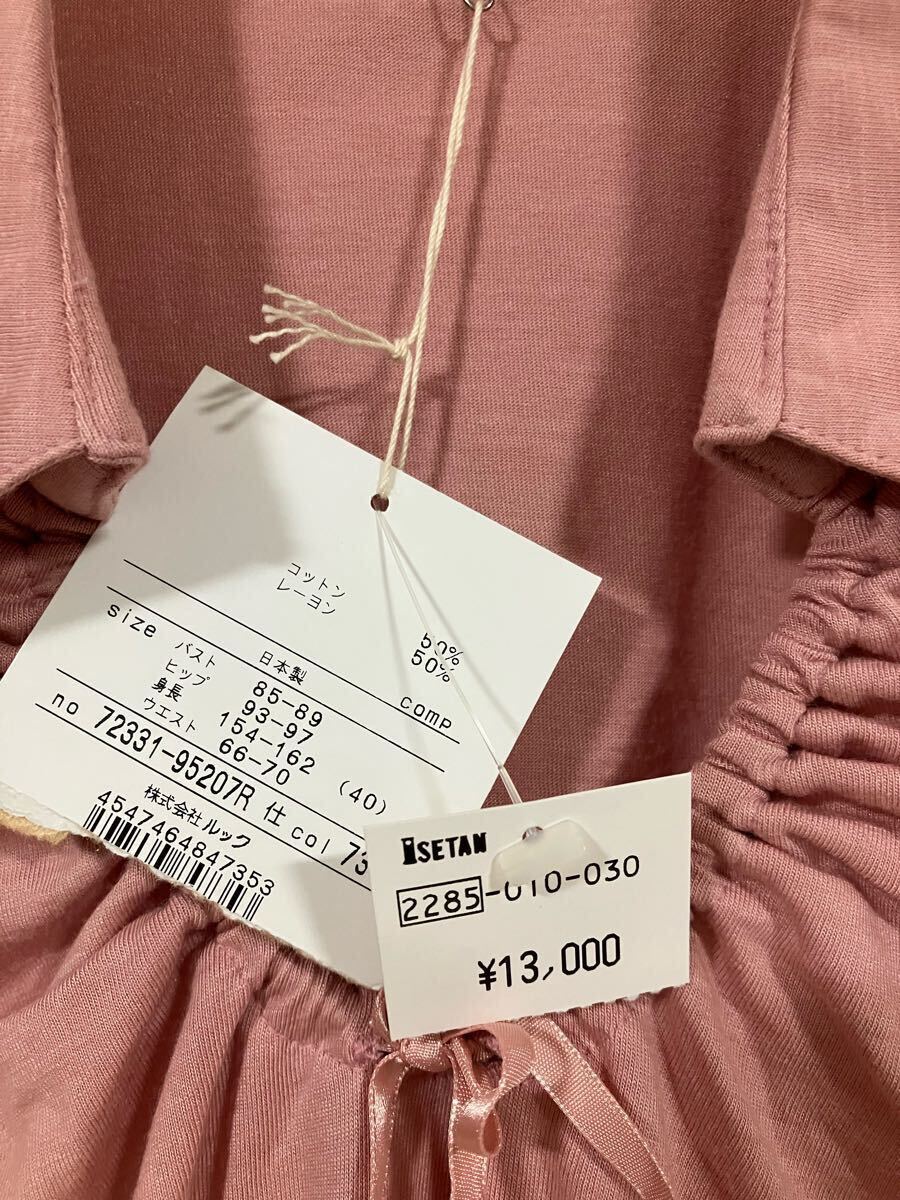 コットン 50%
レーヨン 50%
comp
日本製
size
バスト 85-89
ヒップ 93-97
身長 154-162
ウエスト 66-70 (40)
no 72331-95207R 仕 col 73
株式会社 ルック
4547464847353
ISETAN
2285-010-030
¥13,000